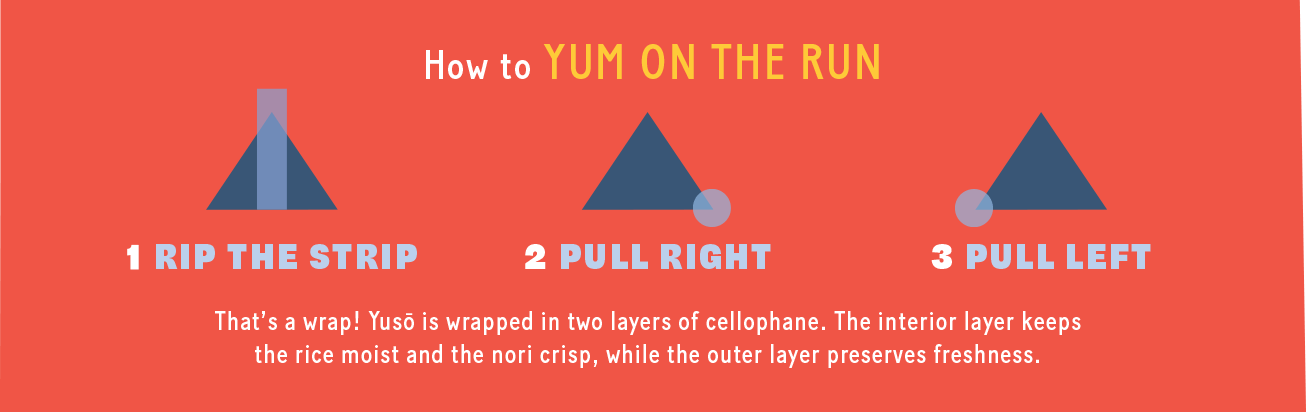 How to YUM ON THE RUN
1 RIP THE STRIP
2 PULL RIGHT
3 PULL LEFT
That's a wrap! Yusō is wrapped in two layers of cellophane. The interior layer keeps
the rice moist and the nori crisp, while the outer layer preserves freshness.